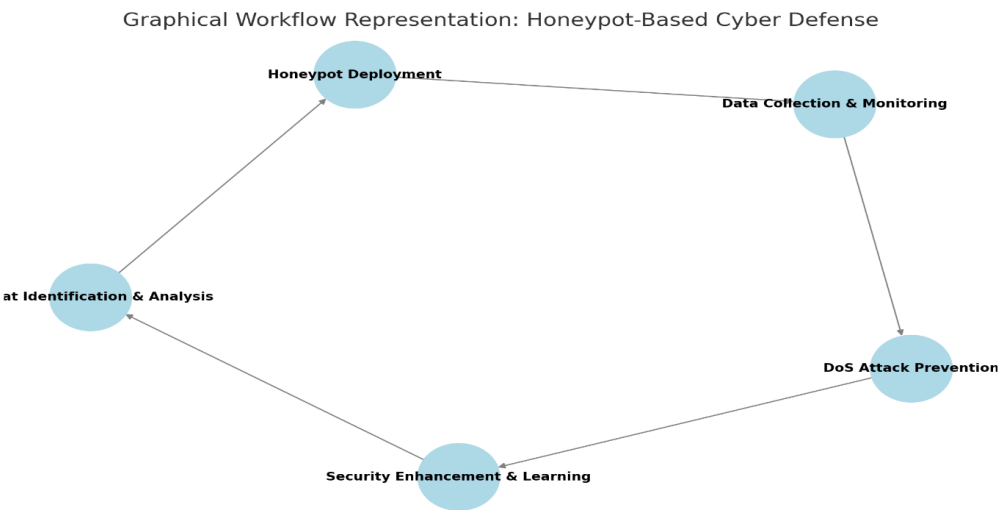 Graphical Workflow Representation: Honeypot-Based Cyber Defense
Honeypot Deployment
Data Collection & Monitoring
at Identification & Analysis
DoS Attack Prevention
Security Enhancement & Learning